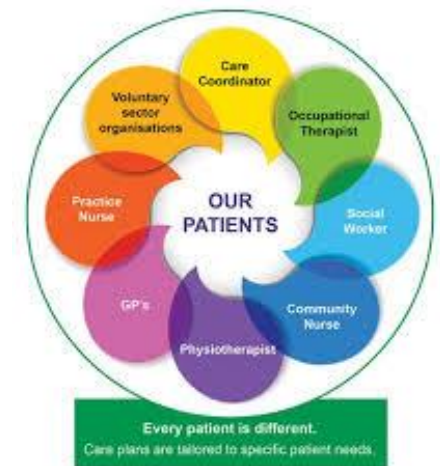 Care
Coordinator
Occupational
Therapist
Social
Worker
Community
Nurse
Physiotherapist
GP's
Practice
Nurse
Voluntary
sector
organisations
OUR
PATIENTS
Every patient is different.
Care plans are tailored to specific patient needs.